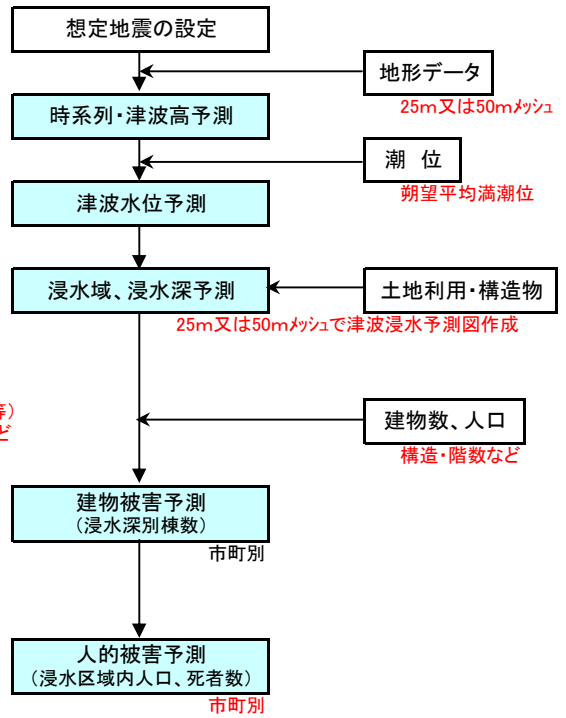 想定地震の設定
地形データ
25m又は50mメッシュ
時系列・津波高予測
潮 位
朔望平均満潮位
津波水位予測
浸水域、浸水深予測
土地利用・構造物
25m又は50mメッシュで津波浸水予測図作成
等）
ど
建物数、人口
構造・階数など
建物被害予測
（浸水深別棟数）
市町別
人的被害予測
（浸水区域内人口、死者数）
市町別